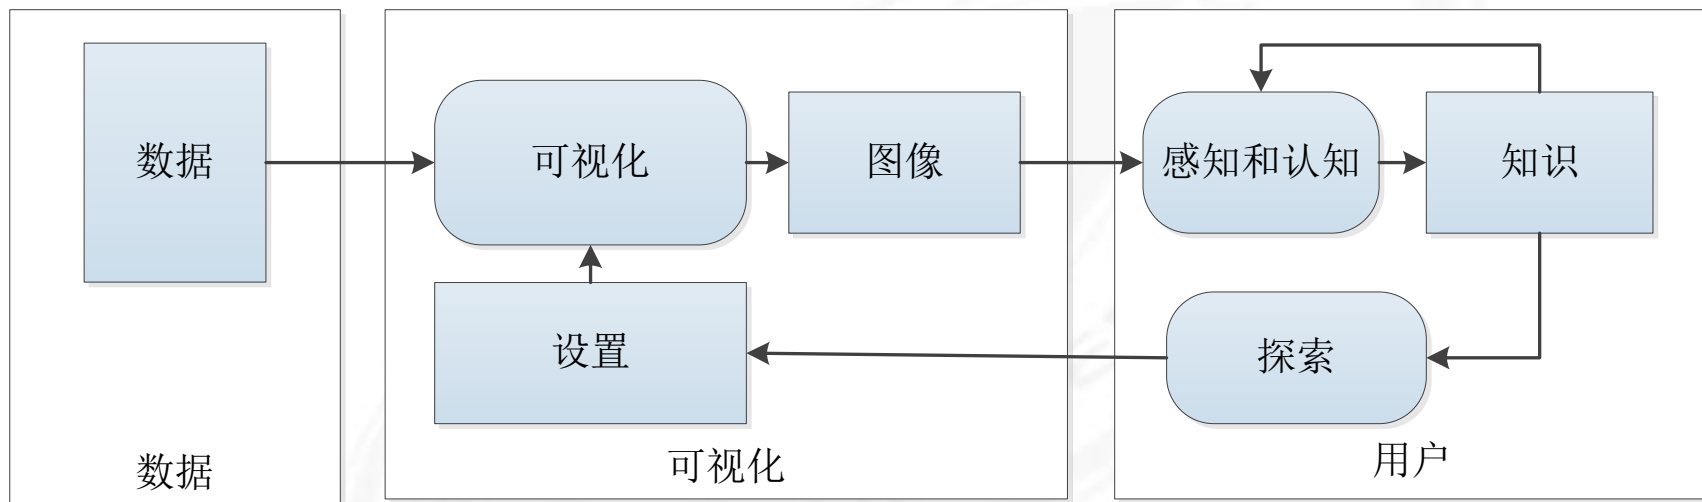 数据
可视化
图像
感知和认知
知识
设置
探索
数据
可视化
用户